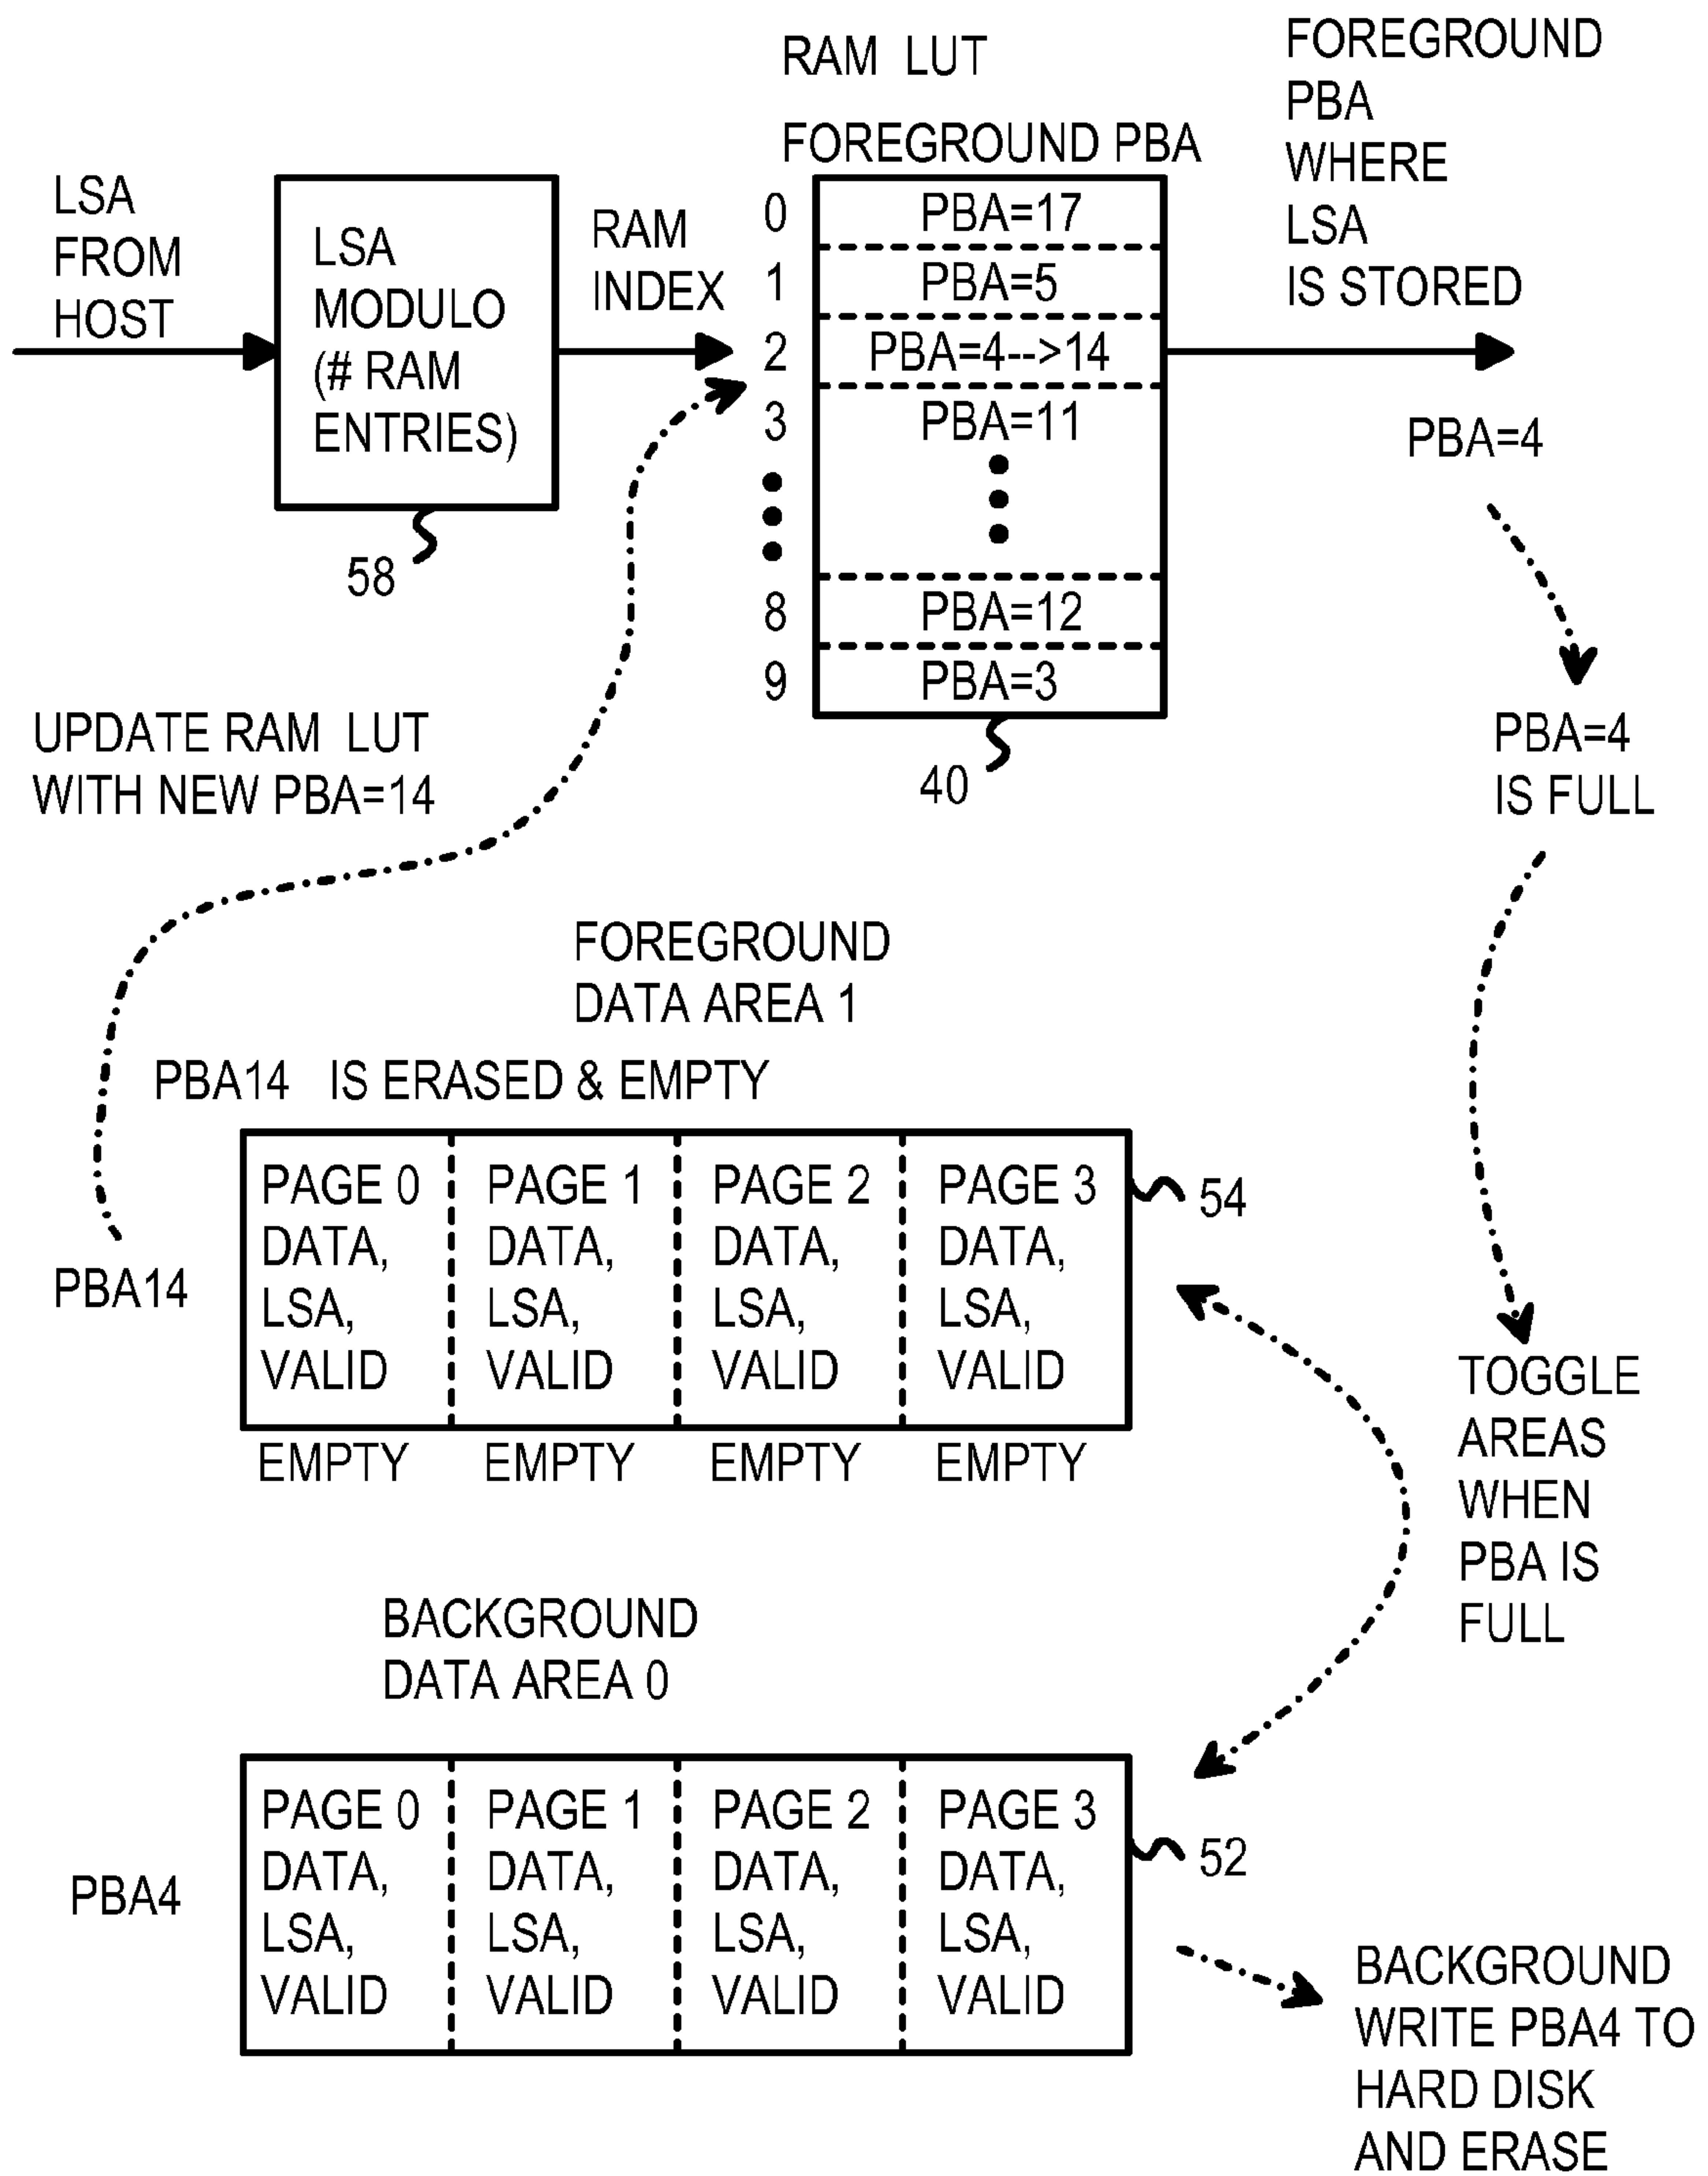 LSA
FROM
HOST
LSA
MODULO
(# RAM
ENTRIES)
58
RAM
INDEX
RAM LUT
FOREGROUND PBA
0 PBA=17
1 PBA=5
2 PBA=4-->14
3 PBA=11
8 PBA=12
9 PBA=3
40
FOREGROUND
PBA
WHERE
LSA
IS STORED
PBA=4
PBA=4
IS FULL
UPDATE RAM LUT
WITH NEW PBA=14
FOREGROUND
DATA AREA 1
PBA14 IS ERASED & EMPTY
PBA14
PAGE 0 PAGE 1 PAGE 2 PAGE 3
DATA, DATA, DATA, DATA,
LSA, LSA, LSA, LSA,
VALID VALID VALID VALID
54
EMPTY EMPTY EMPTY EMPTY
TOGGLE
AREAS
WHEN
PBA IS
FULL
BACKGROUND
DATA AREA 0
PBA4
PAGE 0 PAGE 1 PAGE 2 PAGE 3
DATA, DATA, DATA, DATA,
LSA, LSA, LSA, LSA,
VALID VALID VALID VALID
52
BACKGROUND
WRITE PBA4 TO
HARD DISK
AND ERASE